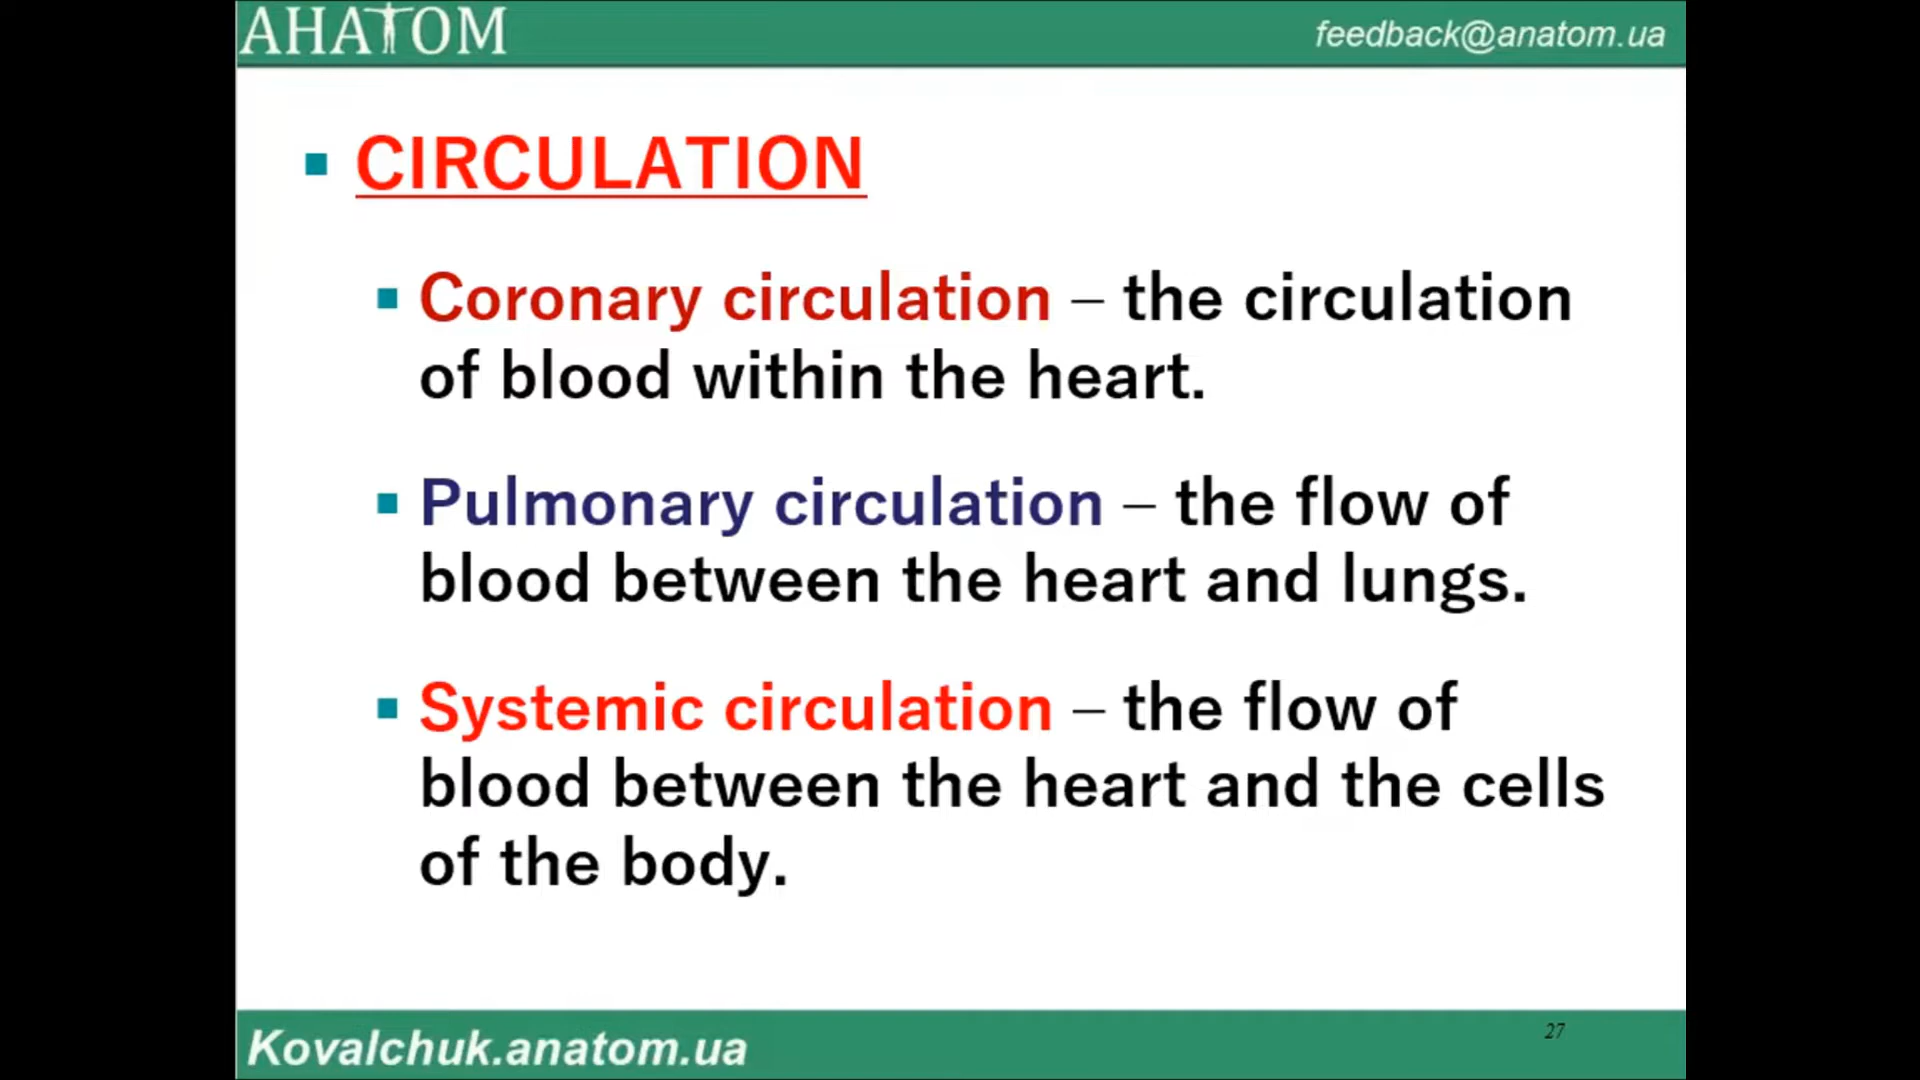 АНАТОМ
feedback@anatom.ua
CIRCULATION
Coronary circulation – the circulation
of blood within the heart.
Pulmonary circulation – the flow of
blood between the heart and lungs.
Systemic circulation – the flow of
blood between the heart and the cells
of the body.
Kovalchuk.anatom.ua
27